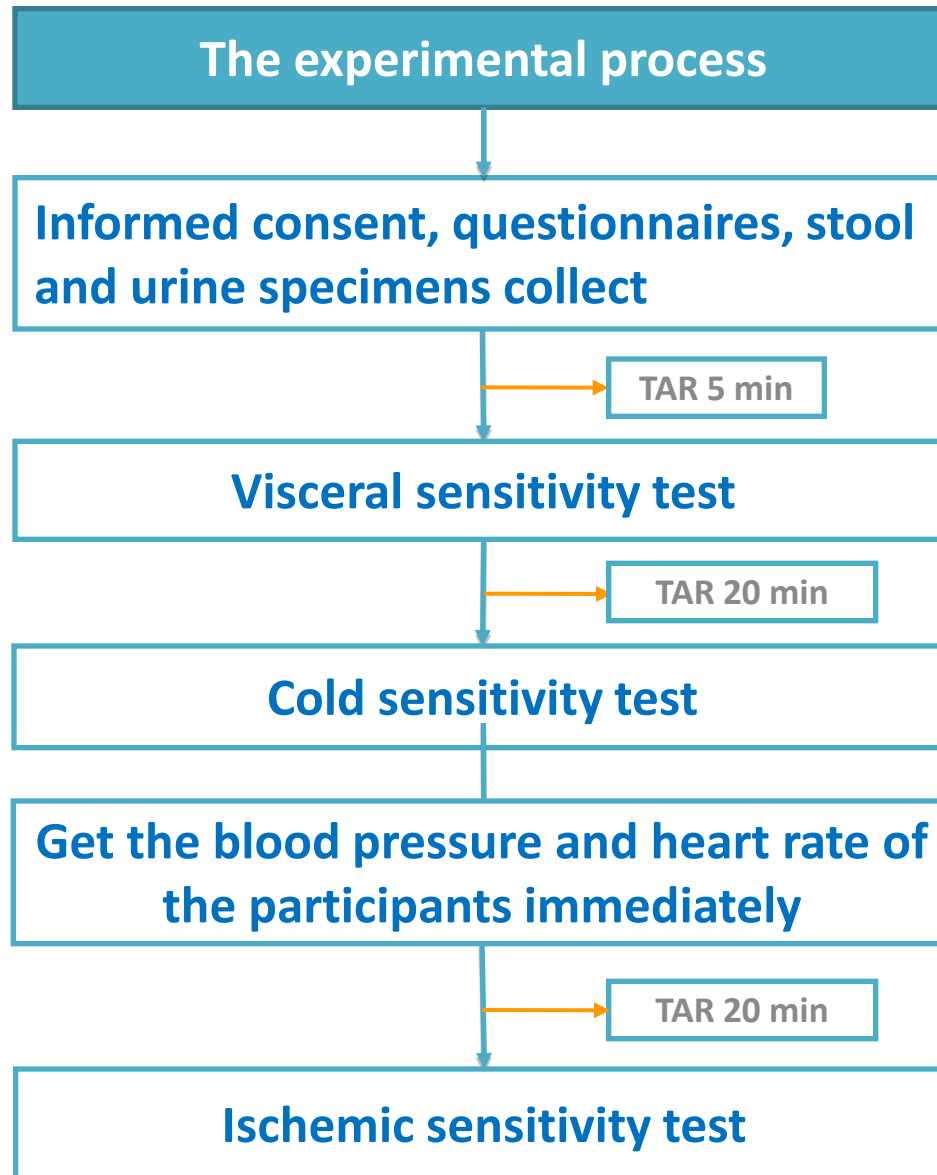 The experimental process
Informed consent, questionnaires, stool
and urine specimens collect
TAR 5 min
Visceral sensitivity test
TAR 20 min
Cold sensitivity test
Get the blood pressure and heart rate of
the participants immediately
TAR 20 min
Ischemic sensitivity test